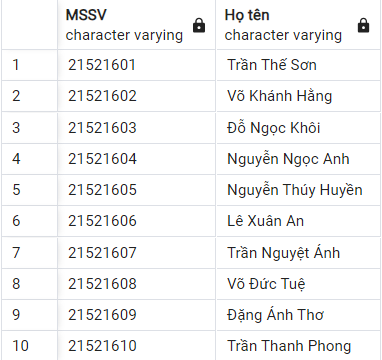 MSSV Họ tên
character varying character varying
1 21521601 Trần Thế Sơn
2 21521602 Võ Khánh Hằng
3 21521603 Đỗ Ngọc Khôi
4 21521604 Nguyễn Ngọc Anh
5 21521605 Nguyễn Thúy Huyền
6 21521606 Lê Xuân An
7 21521607 Trần Nguyệt Ánh
8 21521608 Võ Đức Tuệ
9 21521609 Đặng Ánh Thơ
10 21521610 Trần Thanh Phong